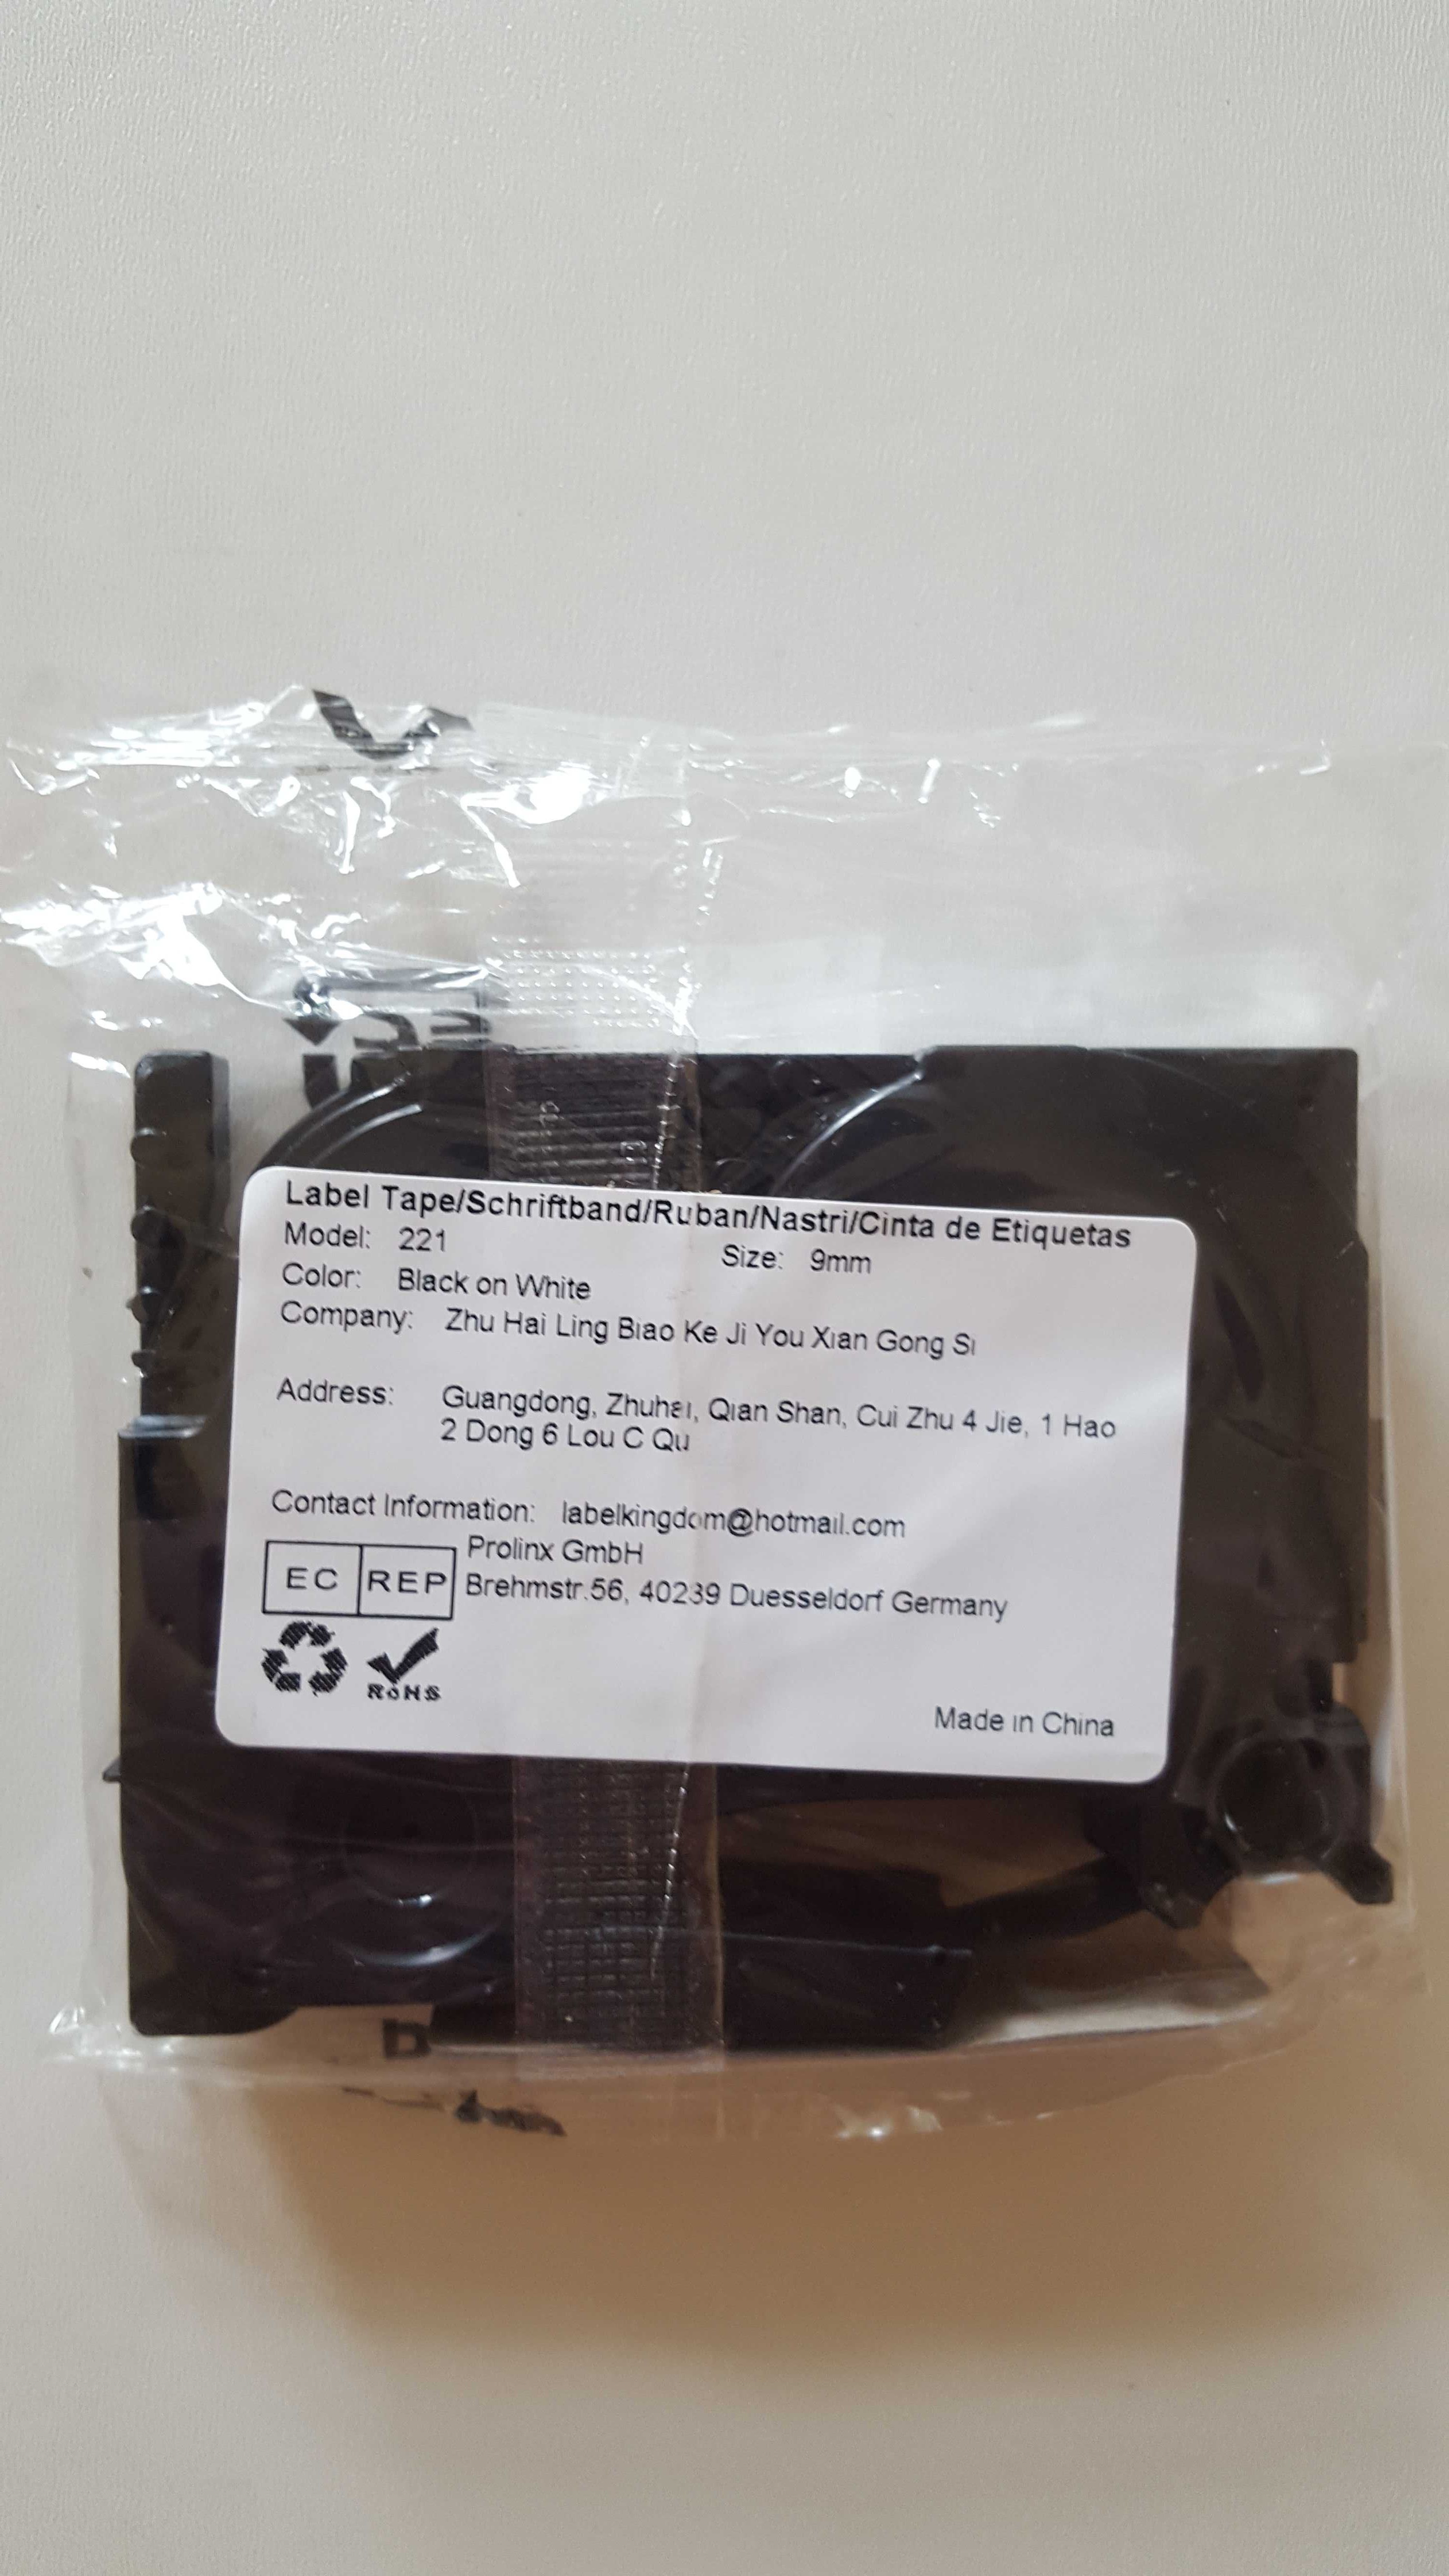 Label Tape/Schriftband/Ruban/Nastri/Cinta de Etiquetas
Model: 221 Size: 9mm
Color: Black on White
Company: Zhu Hai Ling Biao Ke Ji You Xian Gong Si
Address: Guangdong, Zhuhai, Qian Shan, Cui Zhu 4 Jie, 1 Hao
2 Dong 6 Lou C Qu
Contact Information: labelkingdom@hotmail.com
Prolinx GmbH
EC REP Brehmstr.56, 40239 Duesseldorf Germany
RoHS
Made in China